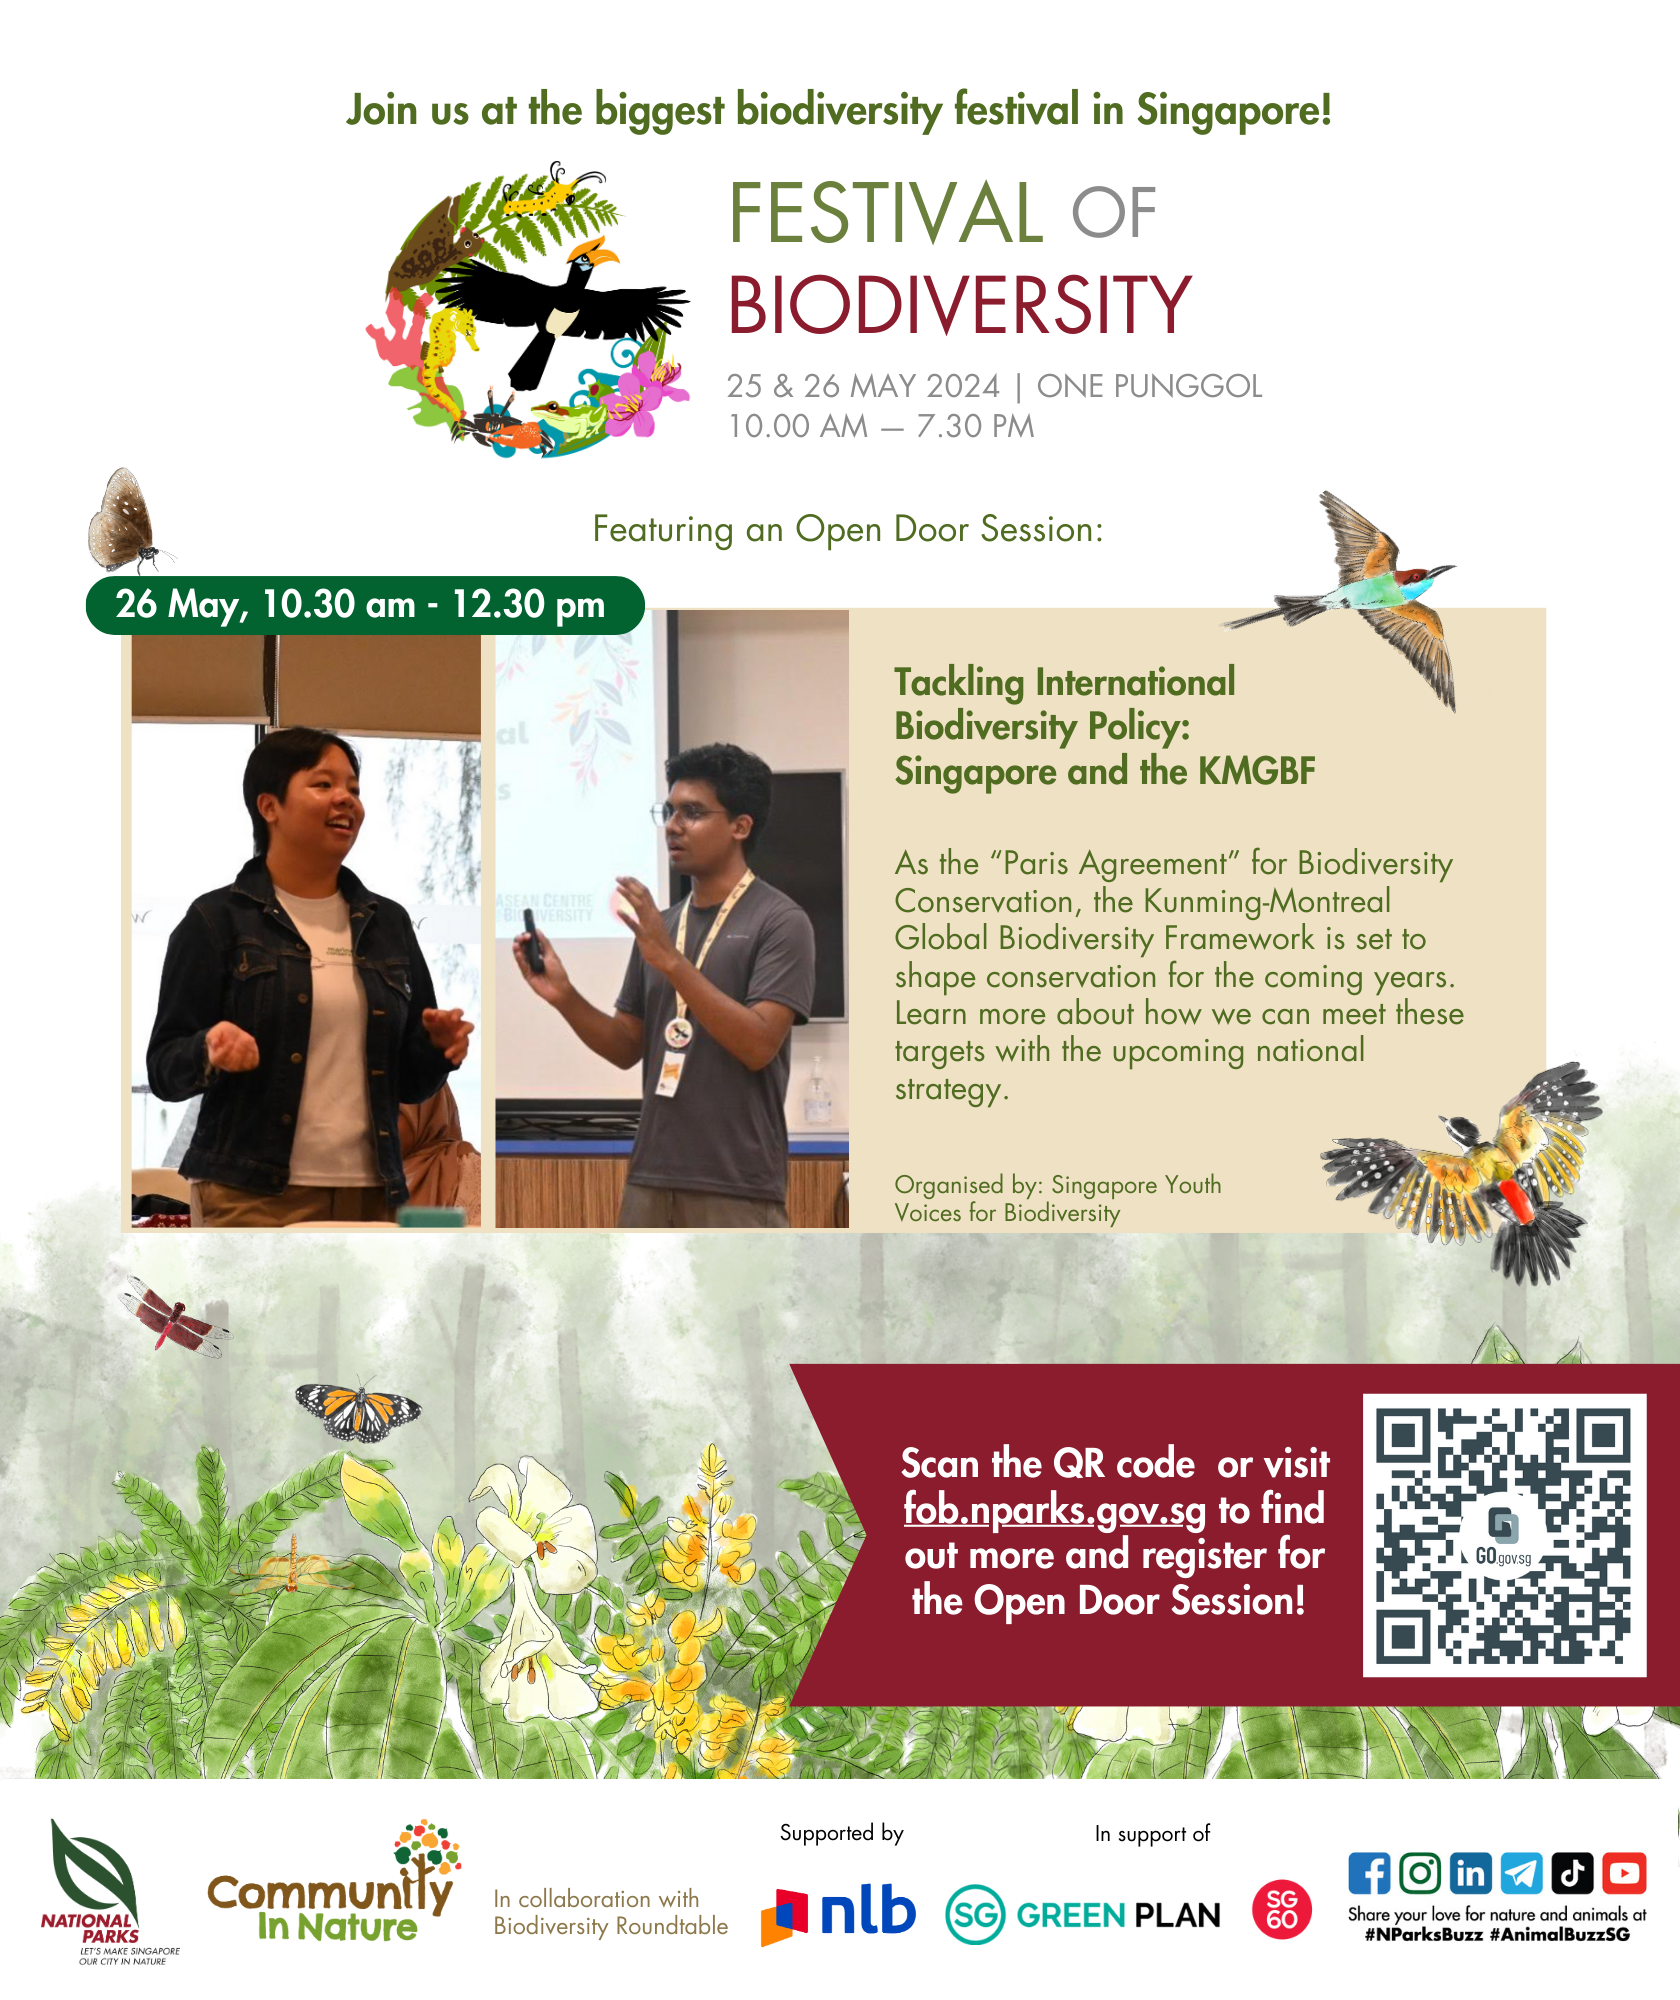 Join us at the biggest biodiversity festival in Singapore!
FESTIVAL OF
BIODIVERSITY
25 & 26 MAY 2024 | ONE PUNGGOL
10.00 AM — 7.30 PM
Featuring an Open Door Session:
26 May, 10.30 am - 12.30 pm
al
s
ASEAN CENTRE
BIODIVERSITY
Tackling International
Biodiversity Policy:
Singapore and the KMGBF
As the “Paris Agreement” for Biodiversity
Conservation, the Kunming-Montreal
Global Biodiversity Framework is set to
shape conservation for the coming years.
Learn more about how we can meet these
targets with the upcoming national
strategy.
Organised by: Singapore Youth
Voices for Biodiversity
Scan the QR code or visit
fob.nparks.gov.sg to find
out more and register for
the Open Door Session!
GO.gov.sg
NATIONAL
PARKS
LET'S MAKE SINGAPORE
OUR CITY IN NATURE
Community
In Nature
In collaboration with
Biodiversity Roundtable
Supported by
nlb
In support of
SG GREEN PLAN
SG
60
Share your love for nature and animals at
#NParksBuzz #AnimalBuzzSG